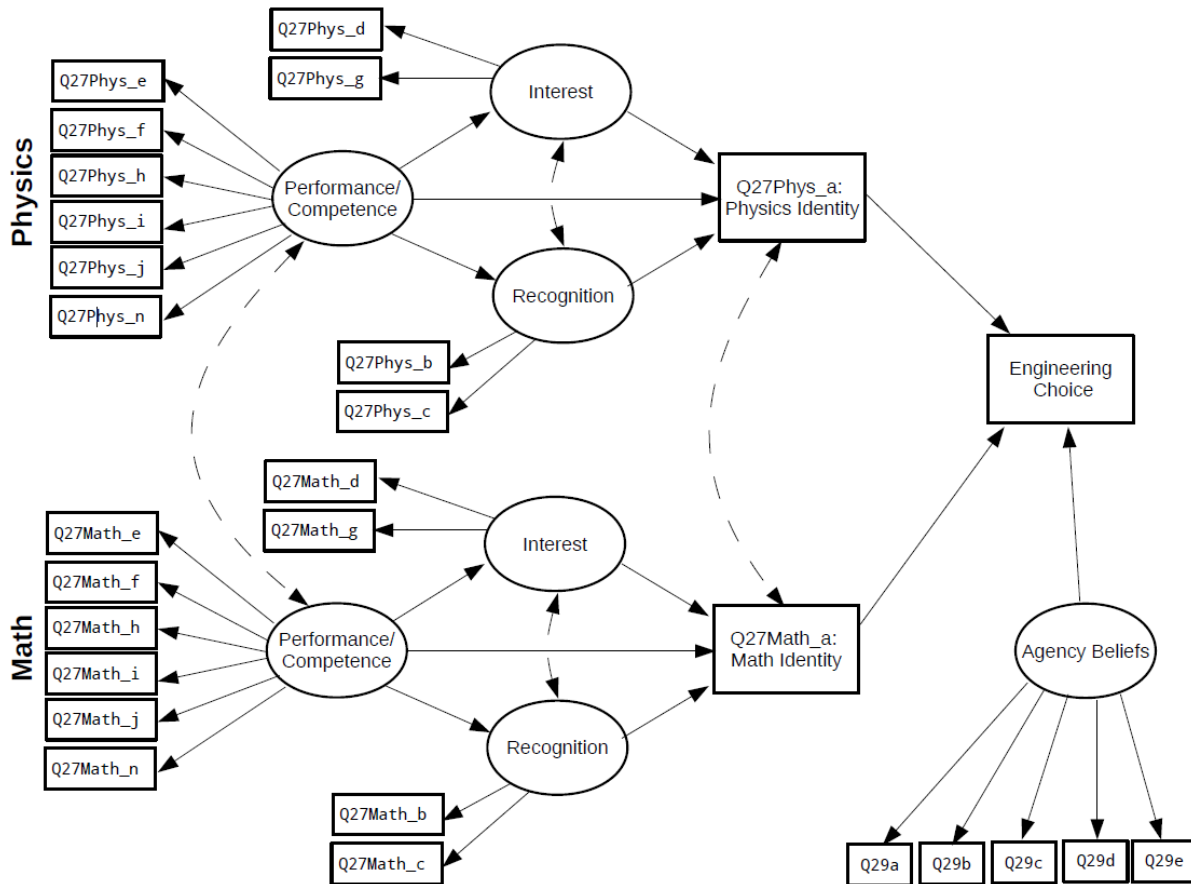 Physics
Q27Phys_d
Q27Phys_g
Q27Phys_e
Q27Phys_f
Q27Phys_h
Q27Phys_i
Q27Phys_j
Q27Phys_n
Interest
Performance/
Competence
Recognition
Q27Phys_b
Q27Phys_c
Q27Phys_a:
Physics Identity
Engineering
Choice
Math
Q27Math_d
Q27Math_g
Q27Math_e
Q27Math_f
Q27Math_h
Q27Math_i
Q27Math_j
Q27Math_n
Interest
Performance/
Competence
Recognition
Q27Math_b
Q27Math_c
Q27Math_a:
Math Identity
Agency Beliefs
Q29a
Q29b
Q29c
Q29d
Q29e